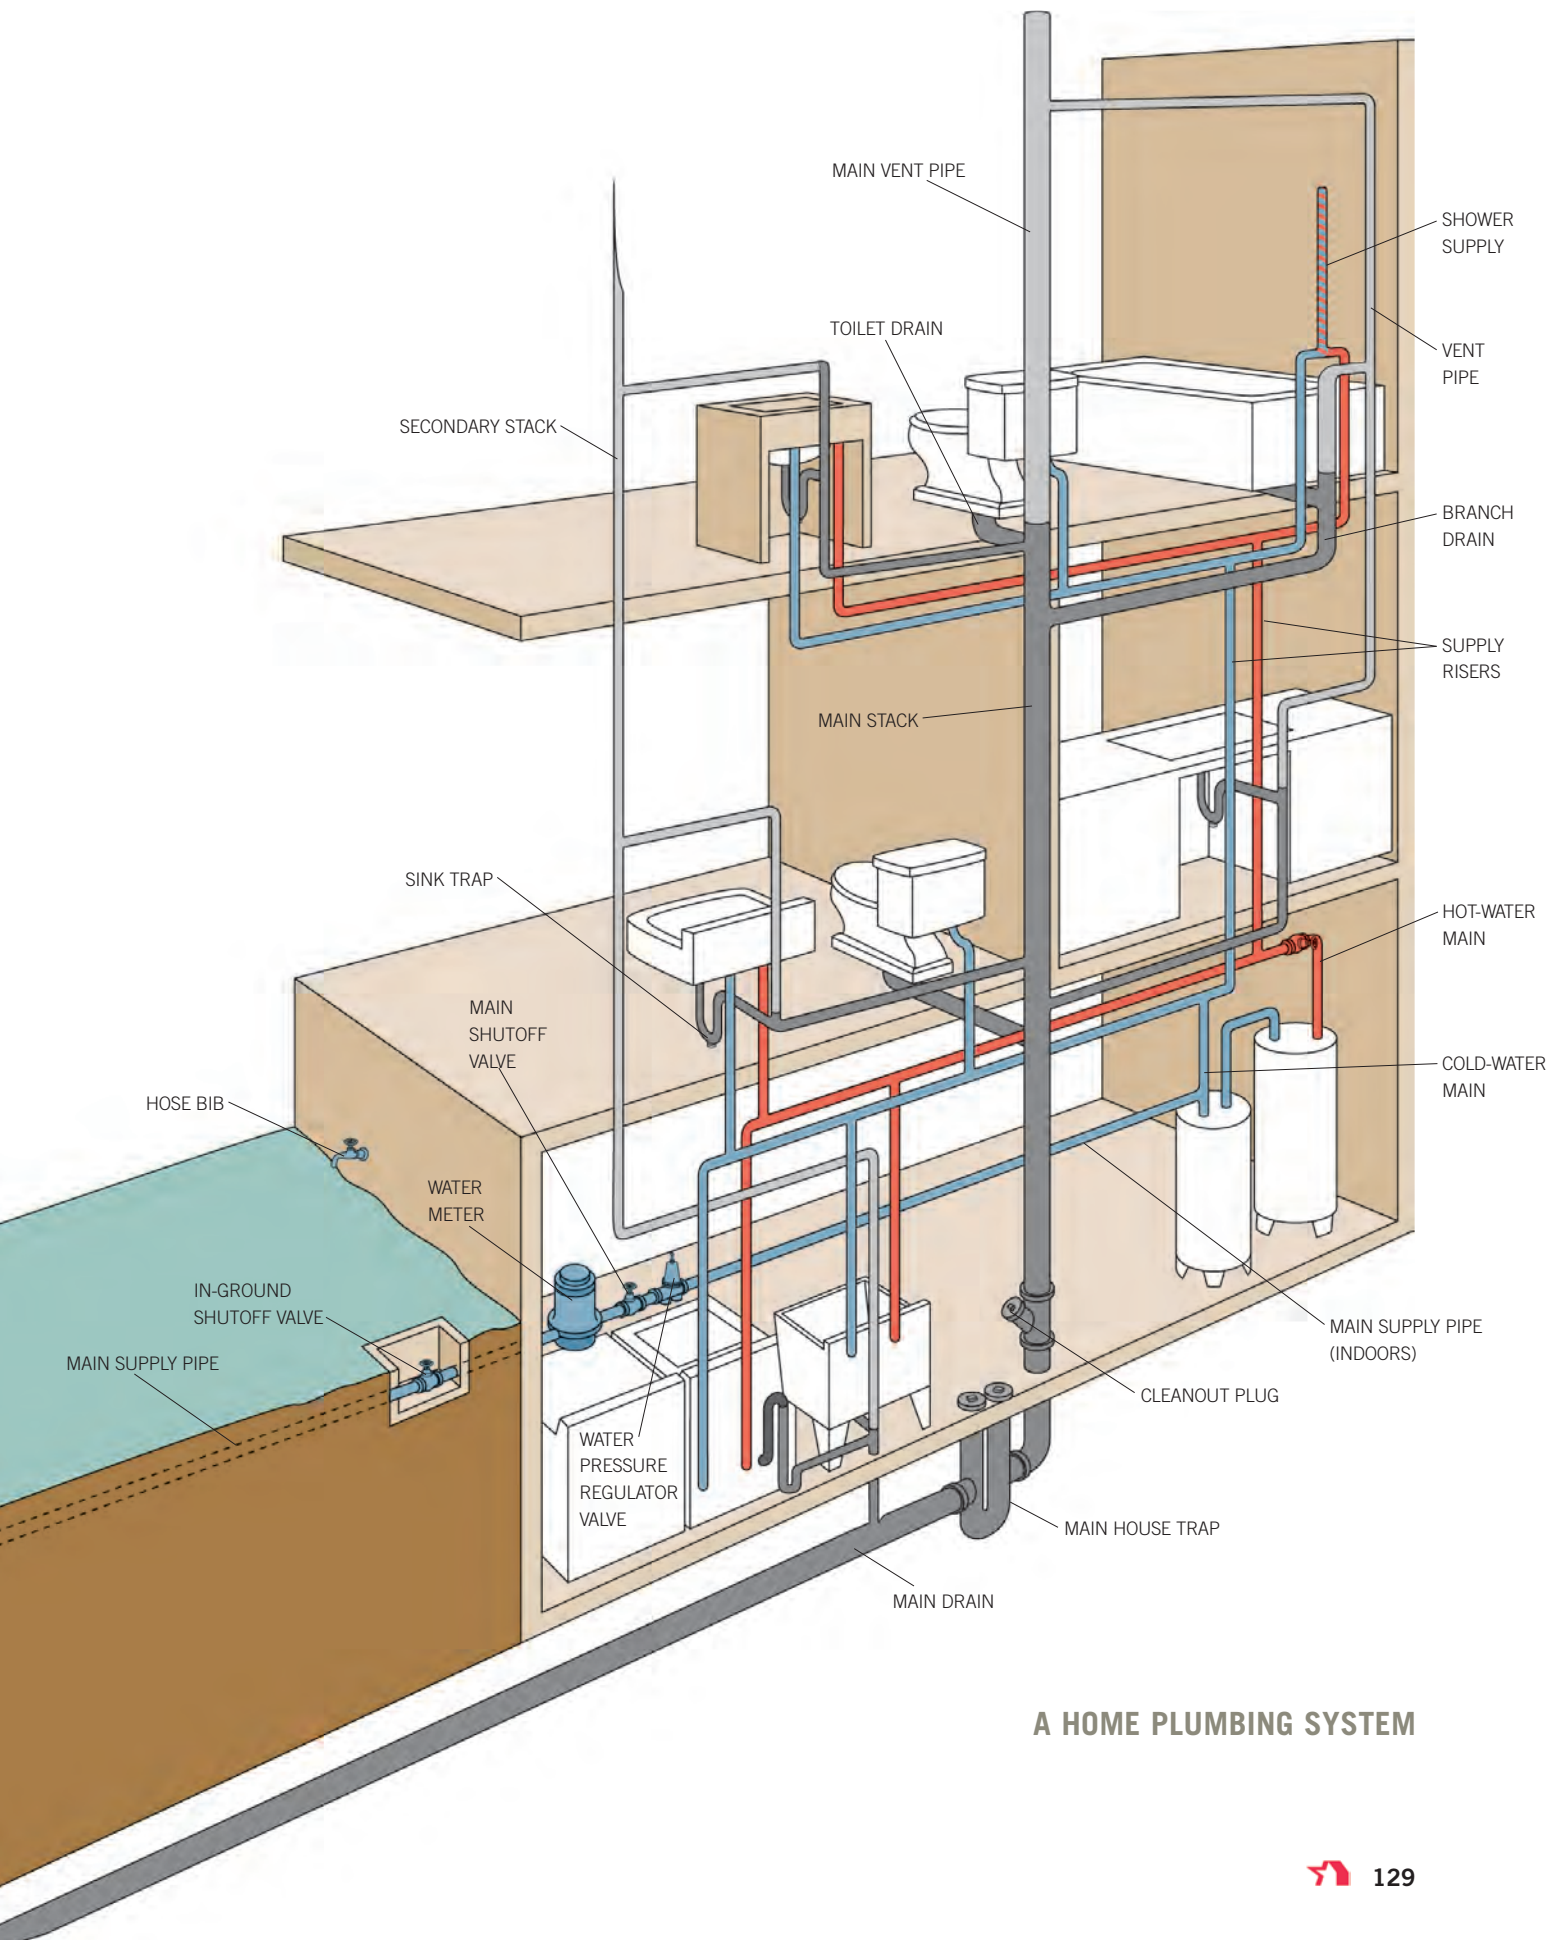 MAIN VENT PIPE
SHOWER
SUPPLY
TOILET DRAIN
VENT
PIPE
SECONDARY STACK
BRANCH
DRAIN
SUPPLY
RISERS
MAIN STACK
SINK TRAP
HOT-WATER
MAIN
MAIN
SHUTOFF
VALVE
COLD-WATER
MAIN
HOSE BIB
WATER
METER
IN-GROUND
SHUTOFF VALVE
MAIN SUPPLY PIPE
(INDOORS)
MAIN SUPPLY PIPE
CLEANOUT PLUG
WATER
PRESSURE
REGULATOR
VALVE
MAIN HOUSE TRAP
MAIN DRAIN
A HOME PLUMBING SYSTEM
129